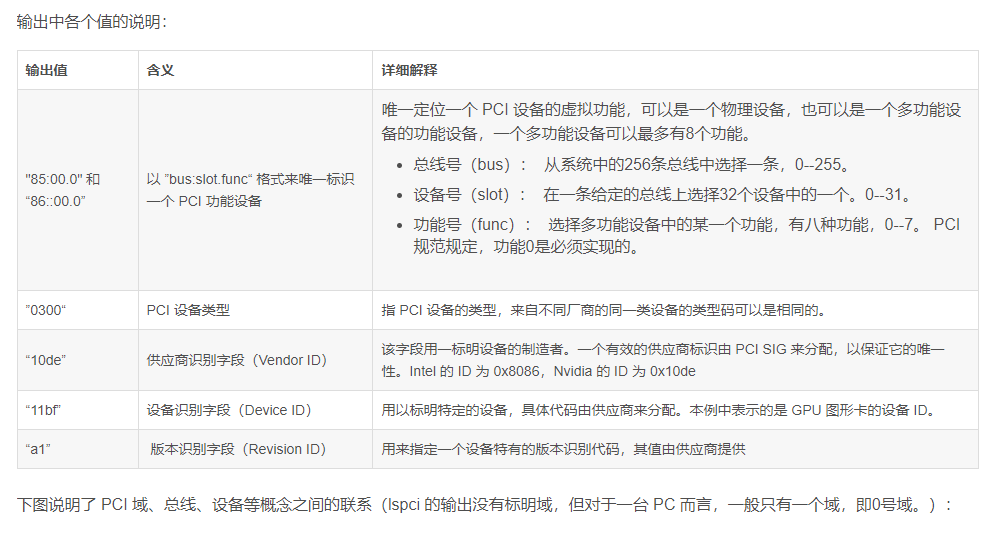 输出中各个值的说明：
输出值
含义
详细解释
"85:00.0" 和
“86::00.0”
以 ”bus:slot.func“ 格式来唯一标识
一个 PCI 功能设备
唯一定位一个 PCI 设备的虚拟功能，可以是一个物理设备，也可以是一个多功能设
备的功能设备，一个多功能设备可以最多有8个功能。
• 总线号（bus）： 从系统中的256条总线中选择一条，0--255。
• 设备号（slot）： 在一条给定的总线上选择32个设备中的一个。0--31。
• 功能号（func）： 选择多功能设备中的某一个功能，有八种功能，0--7。 PCI
规范规定，功能0是必须实现的。
”0300“
PCI 设备类型
指 PCI 设备的类型，来自不同厂商的同一类设备的类型码可以是相同的。
“10de”
供应商识别字段（Vendor ID）
该字段用一标明设备的制造者。一个有效的供应商标识由 PCI SIG 来分配，以保证它的唯一
性。Intel 的 ID 为 0x8086，Nvidia 的 ID 为 0x10de
“11bf”
设备识别字段（Device ID）
用以标明特定的设备，具体代码由供应商来分配。本例中表示的是 GPU 图形卡的设备 ID。
“a1”
版本识别字段（Revision ID）
用来指定一个设备特有的版本识别代码，其值由供应商提供
下图说明了 PCI 域、总线、设备等概念之间的联系（lspci 的输出没有标明域，但对于一台 PC 而言，一般只有一个域，即0号域。）：